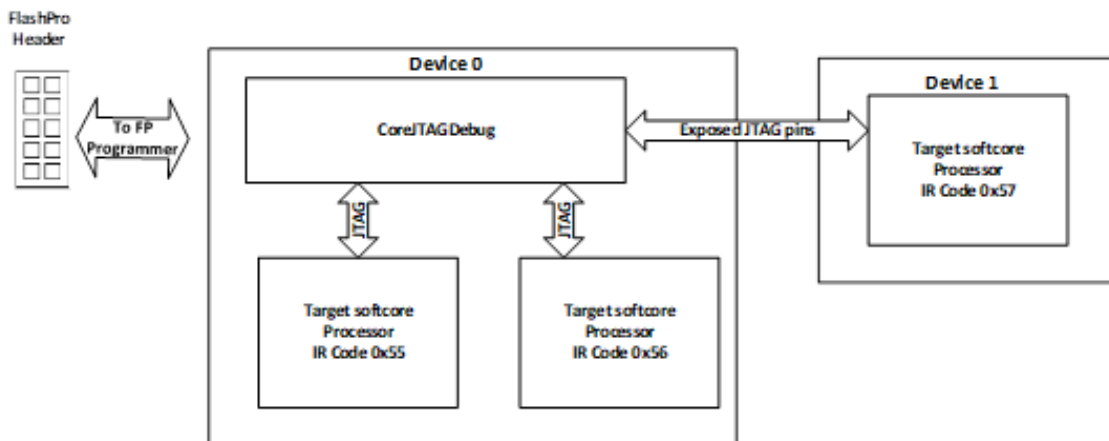 FlashPro
Header
To FP
Programmer
Device 0
CoreJTAGDebug
JTAG
JTAG
Target softcore
Processor
IR Code 0x55
Target softcore
Processor
IR Code 0x56
Exposed JTAG pins
Device 1
Target softcore
Processor
IR Code 0x57